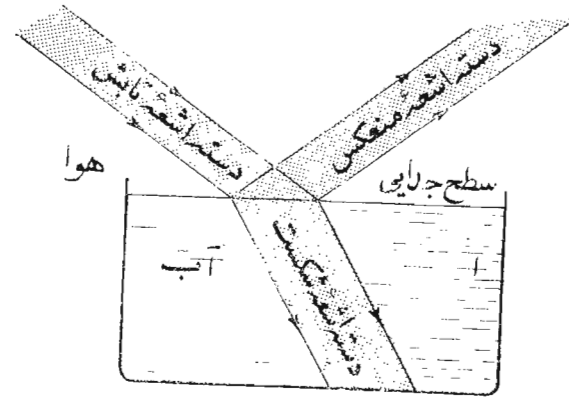 دسته اشعهٔ تابش
دسته اشعهٔ منعکس
هوا
سطح جدایی
آب
ا
دسته اشعهٔ شکست